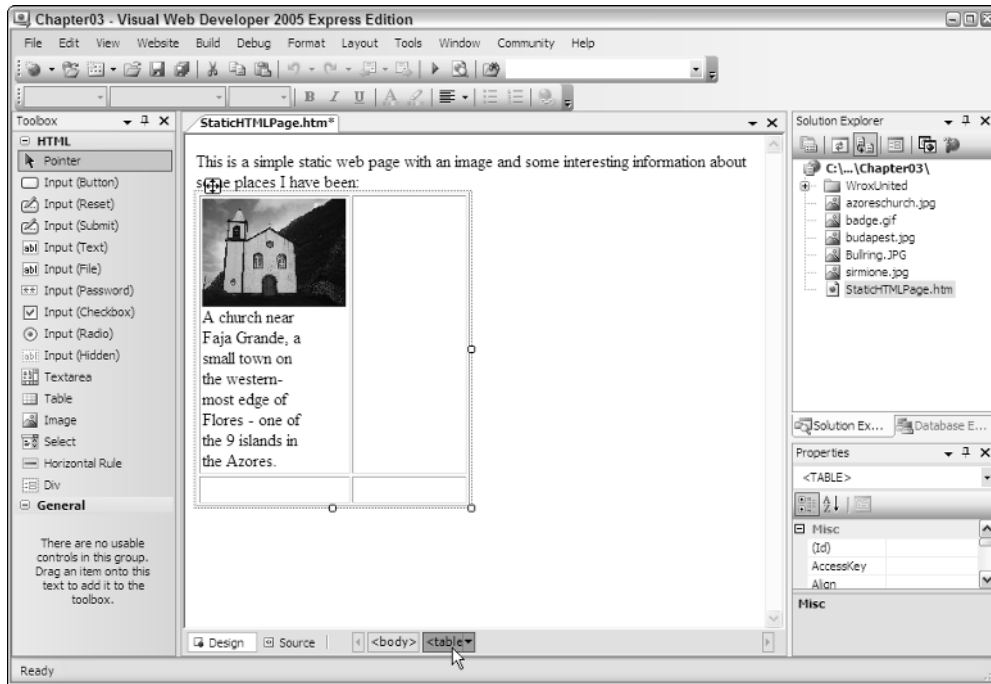 Chapter03 - Visual Web Developer 2005 Express Edition
File Edit View Website Build Debug Format Layout Tools Window Community Help
B I U A
Toolbox
HTML
Pointer
Input (Button)
Input (Reset)
Input (Submit)
abl Input (Text)
abl Input (File)
Input (Password)
Input (Checkbox)
Input (Radio)
abl Input (Hidden)
Textarea
Table
Image
Select
Horizontal Rule
Div
General
There are no usable
controls in this group.
Drag an item onto this
text to add it to the
toolbox.
StaticHTMLPage.htm*
This is a simple static web page with an image and some interesting information about
places I have been:
A church near
Faja Grande, a
small town on
the western-
most edge of
Flores - one of
the 9 islands in
the Azores.
Design Source <body> <table
Solution Explorer
C:\...\Chapter03\
WroxUnited
azoreschurch.jpg
badge.gif
budapest.jpg
Bullring.JPG
sirmione.jpg
StaticHTMLPage.htm
Solution Ex... Database E...
Properties
<TABLE>
Misc
(Id)
AccessKey
Align
Misc
Ready